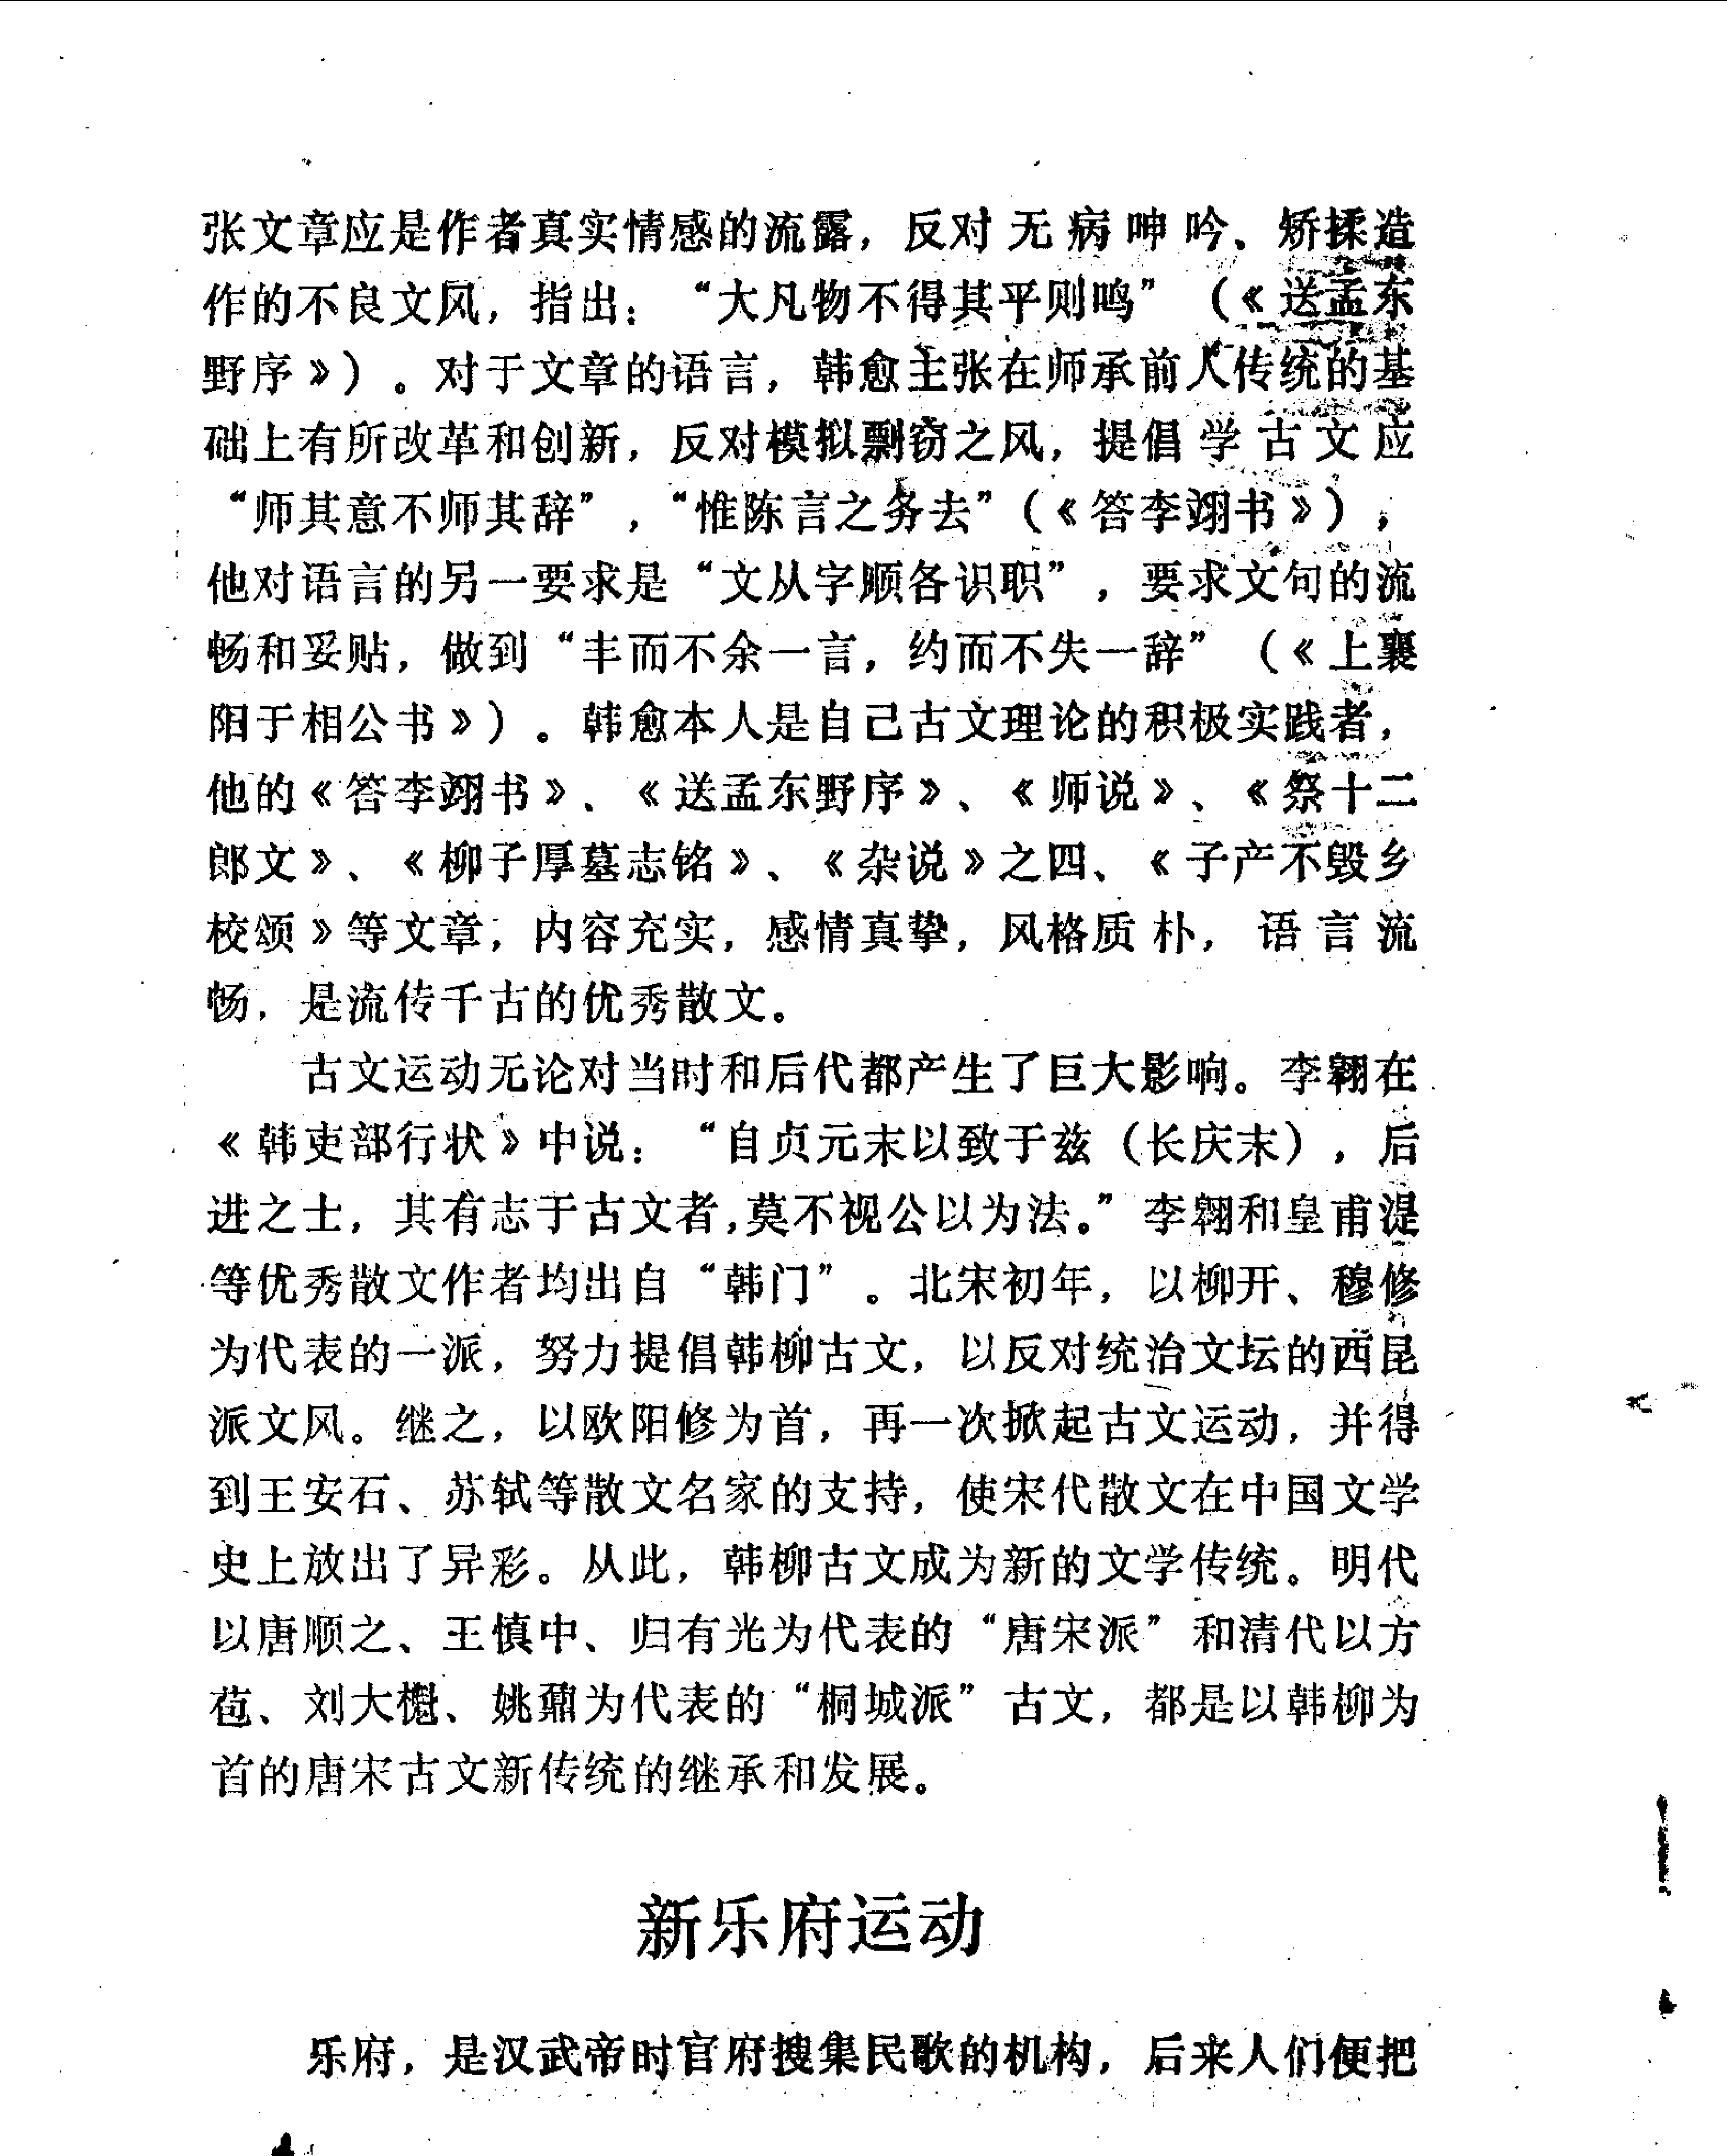 张文章应是作者真实情感的流露，反对无病呻吟、矫揉造
作的不良文风，指出：“大凡物不得其平则鸣”（《送孟东
野序》）。对于文章的语言，韩愈主张在师承前人传统的基
础上有所改革和创新，反对模拟剽窃之风，提倡学古文应
“师其意不师其辞”，“惟陈言之务去”（《答李翊书》），
他对语言的另一要求是“文从字顺各识职”，要求文句的流
畅和妥贴，做到“丰而不余一言，约而不失一辞”（《上襄
阳于相公书》）。韩愈本人是自己古文理论的积极实践者，
他的《答李翊书》、《送孟东野序》、《师说》、《祭十二
郎文》、《柳子厚墓志铭》、《杂说》之四、《子产不毁乡
校颂》等文章，内容充实，感情真挚，风格质朴，语言流
畅，是流传千古的优秀散文。
古文运动无论对当时和后代都产生了巨大影响。李翱在
《韩吏部行状》中说：“自贞元末以致于兹（长庆末），后
进之士，其有志于古文者，莫不视公以为法。”李翱和皇甫湜
等优秀散文作者均出自“韩门”。北宋初年，以柳开、穆修
为代表的一派，努力提倡韩柳古文，以反对统治文坛的西昆
派文风。继之，以欧阳修为首，再一次掀起古文运动，并得
到王安石、苏轼等散文名家的支持，使宋代散文在中国文学
史上放出了异彩。从此，韩柳古文成为新的文学传统。明代
以唐顺之、王慎中、归有光为代表的“唐宋派”和清代以方
苞、刘大櫆、姚鼐为代表的“桐城派”古文，都是以韩柳为
首的唐宋古文新传统的继承和发展。
新乐府运动
乐府，是汉武帝时官府搜集民歌的机构，后来人们便把